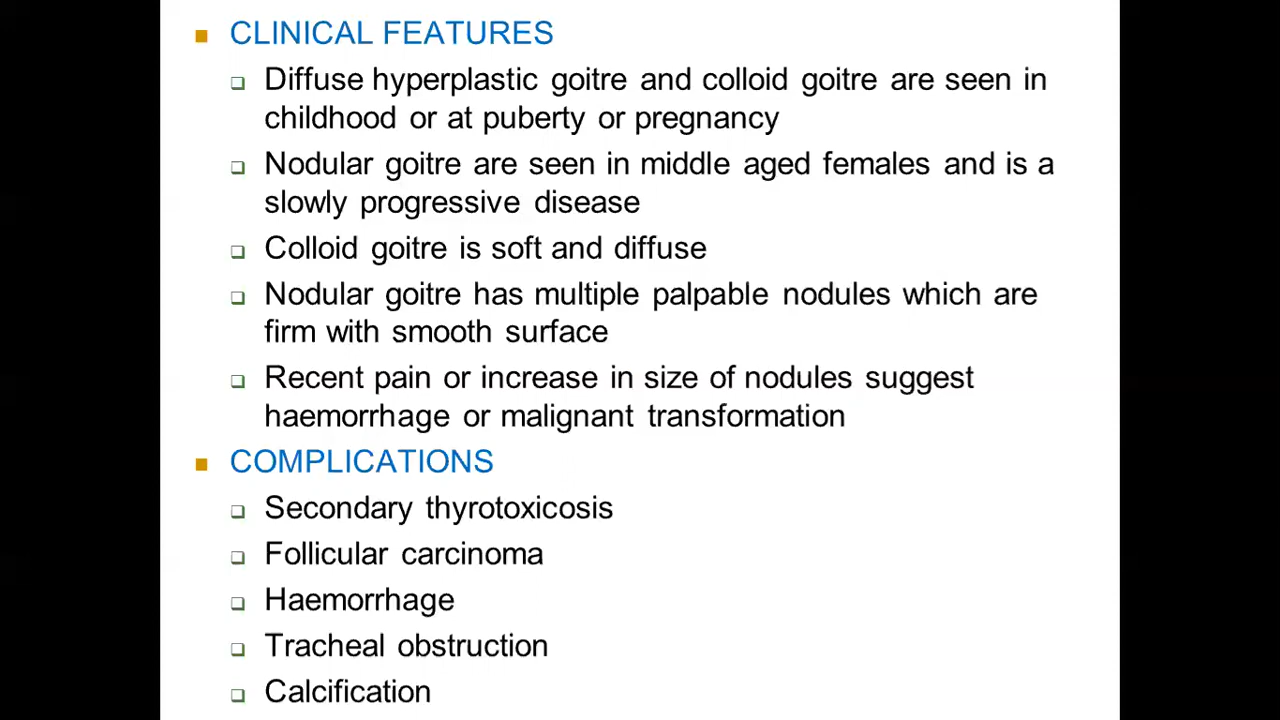 CLINICAL FEATURES
Diffuse hyperplastic goitre and colloid goitre are seen in
childhood or at puberty or pregnancy
Nodular goitre are seen in middle aged females and is a
slowly progressive disease
Colloid goitre is soft and diffuse
Nodular goitre has multiple palpable nodules which are
firm with smooth surface
Recent pain or increase in size of nodules suggest
haemorrhage or malignant transformation
COMPLICATIONS
Secondary thyrotoxicosis
Follicular carcinoma
Haemorrhage
Tracheal obstruction
Calcification